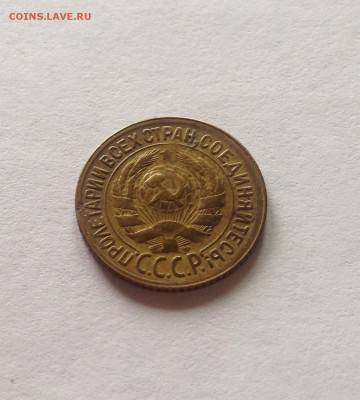 COINS.LAVE.RU
ПРОЛЕТАРИИ ВСЕХ СТРАН, СОЕДИНЯЙТЕСЬ!
С.С.С.Р.